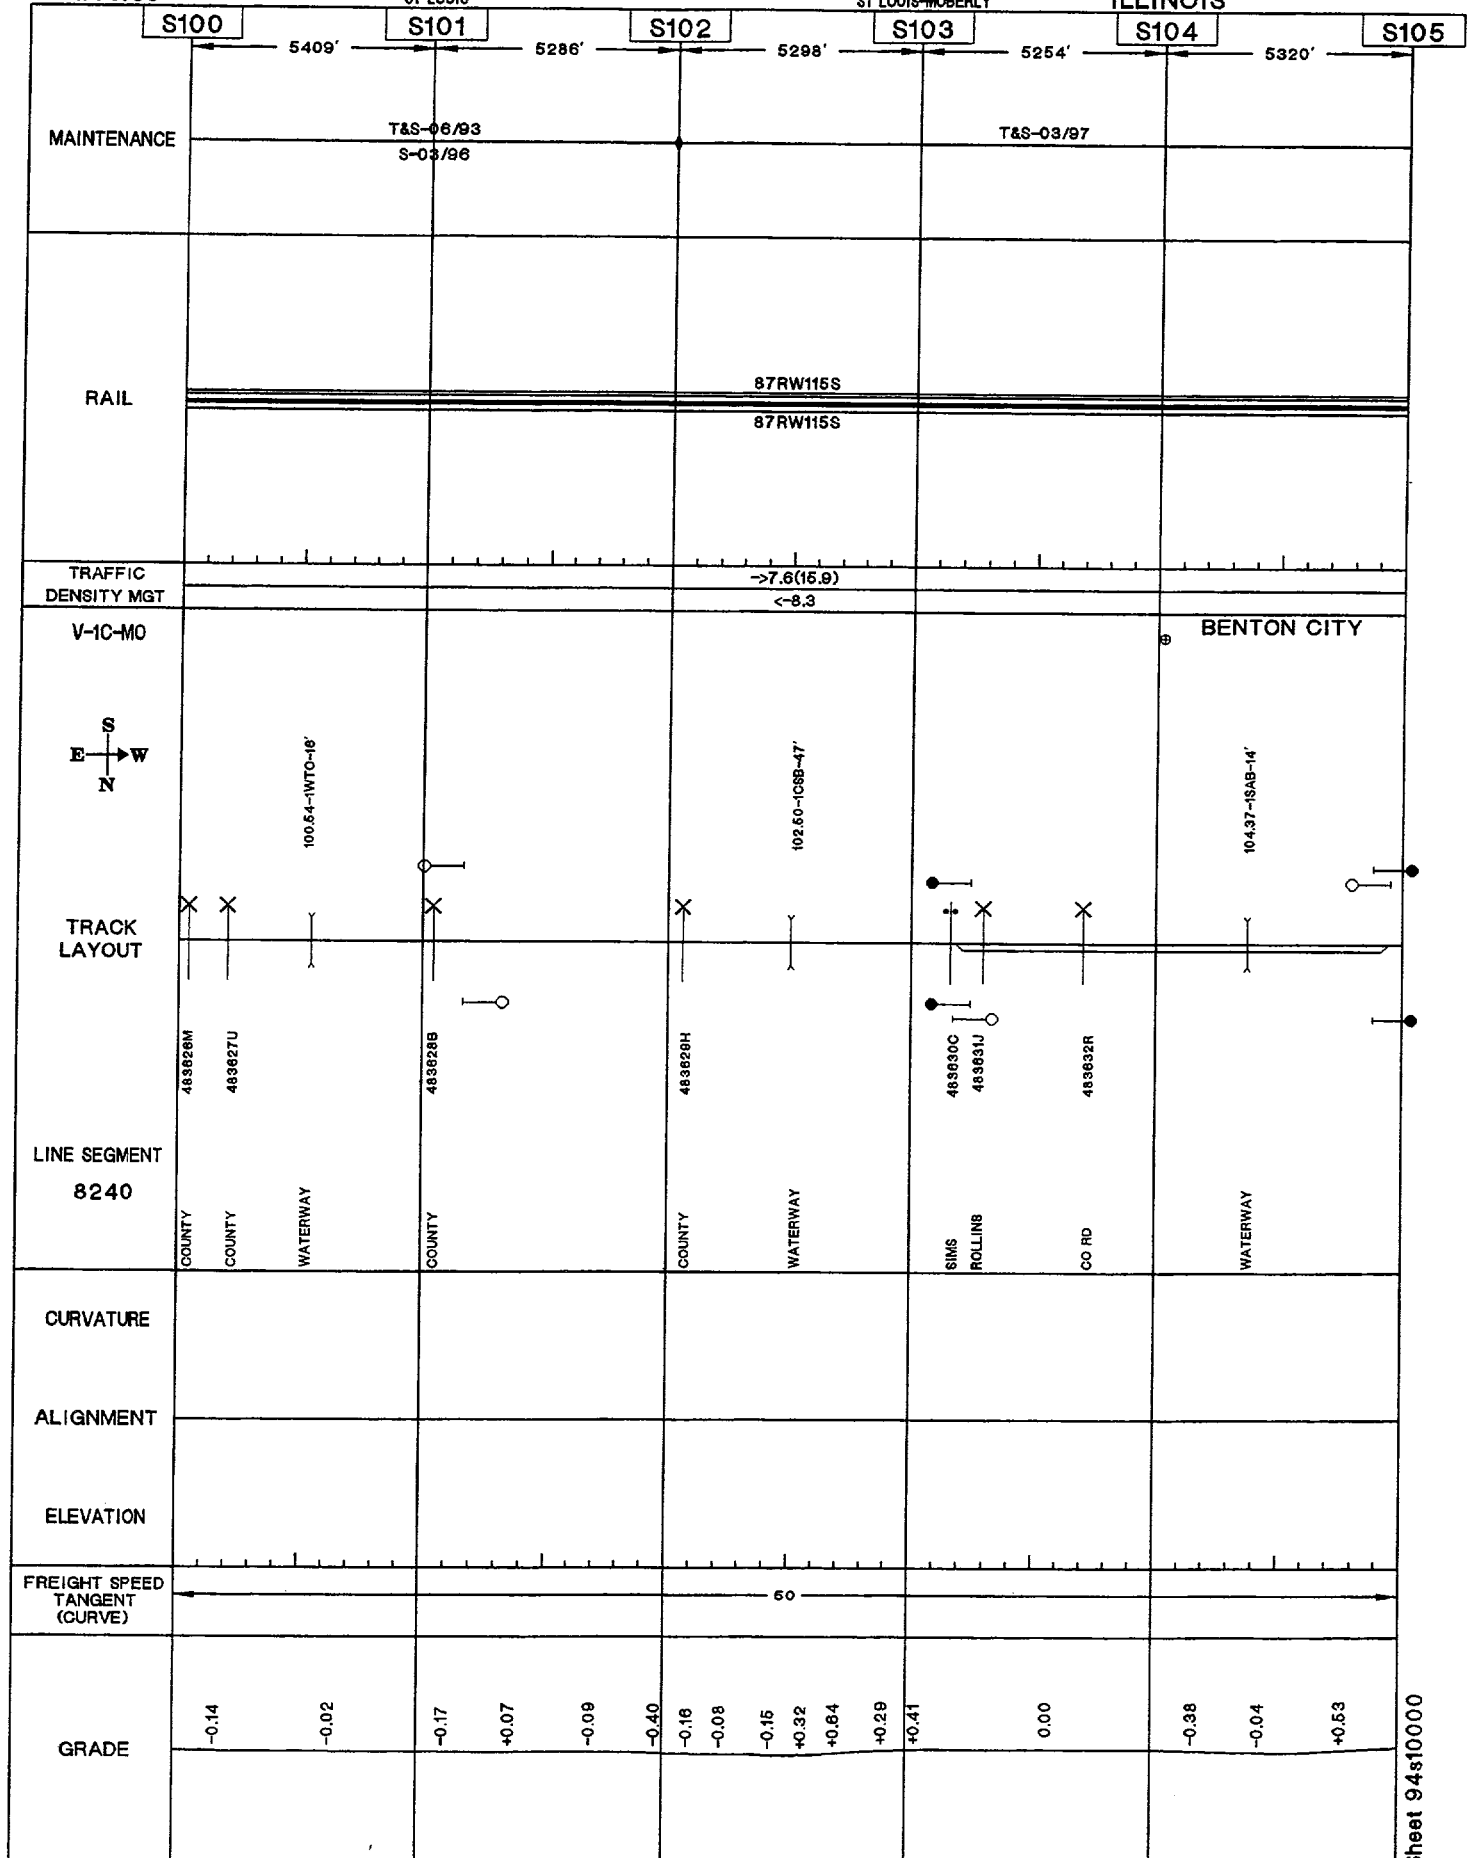 ST LOUIS-MOBERLY ILLINOIS
S100 S101 S102 S103 S104 S105
5409' 5286' 5298' 5254' 5320'
MAINTENANCE
T&S-06/93 T&S-03/97
S-03/96
RAIL
87RW115S
87RW115S
TRAFFIC
DENSITY MGT
->7.6(15.9)
<-8.3
V-1C-MO
BENTON CITY
S
E W
N
100.54-1WTO-16'
102.50-1CSB-47'
104.37-1SAB-14'
TRACK
LAYOUT
483626M
483627U
483628B
483629H
483630C
483631J
483632R
LINE SEGMENT
8240
COUNTY
COUNTY
WATERWAY
COUNTY
COUNTY
WATERWAY
SIMS
ROLLINS
CO RD
WATERWAY
CURVATURE
ALIGNMENT
ELEVATION
FREIGHT SPEED
TANGENT
(CURVE)
50
GRADE
-0.14
-0.02
-0.17
+0.07
-0.09
-0.40
-0.16
-0.08
-0.15
+0.32
+0.64
+0.29
+0.41
0.00
-0.38
-0.04
+0.53
Sheet 94s10000